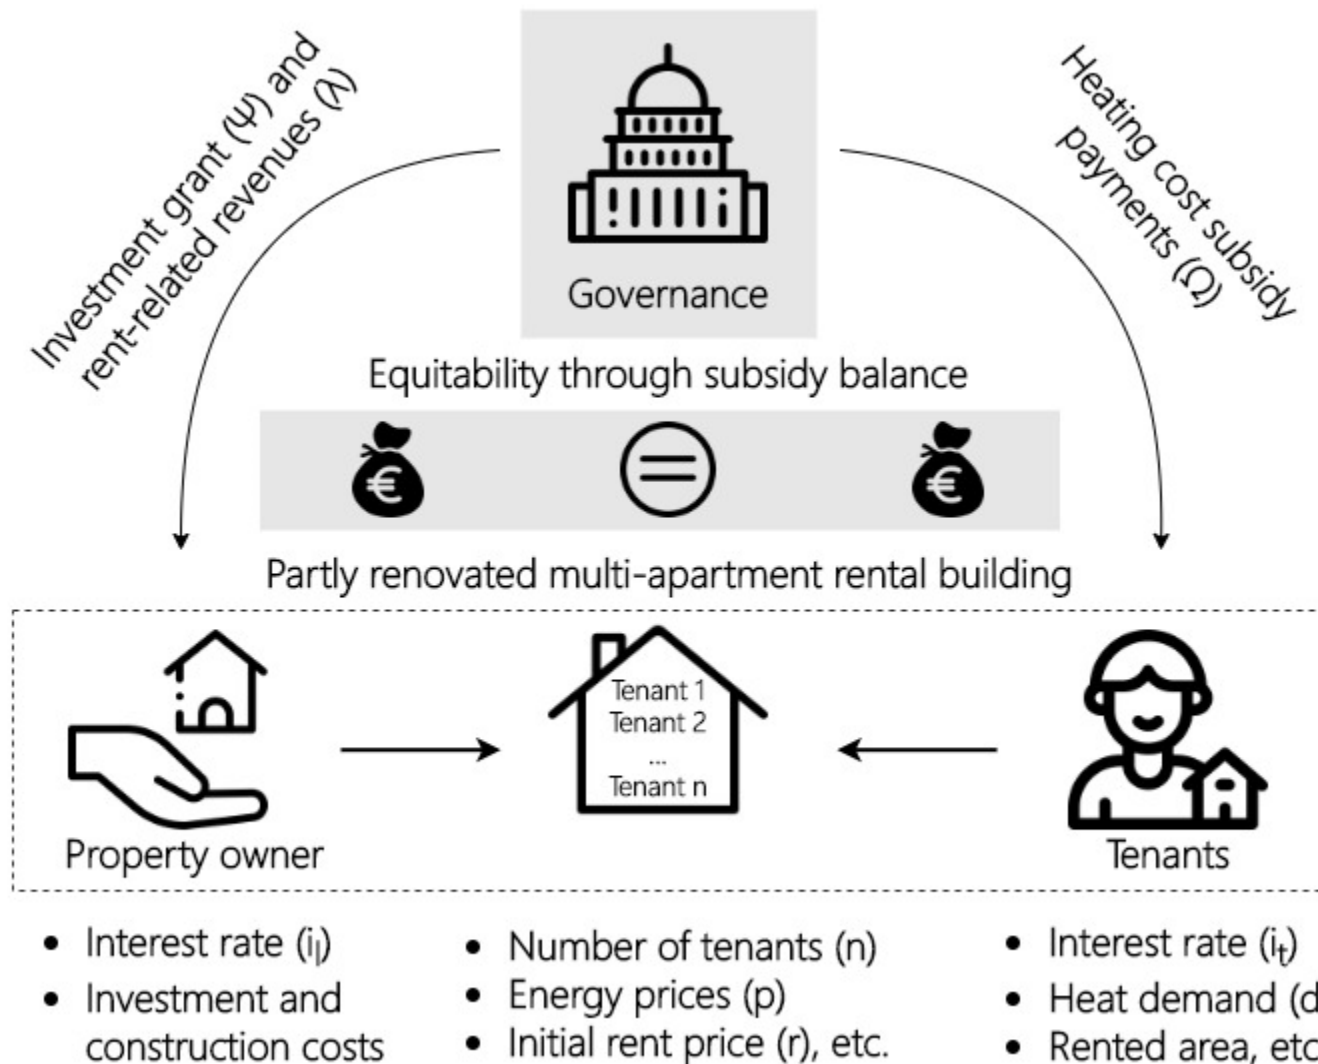 Investment grant (Ψ) and
rent-related revenues (λ)
Heating cost subsidy
payments (Ω)
Governance
Equitability through subsidy balance
€
€
Partly renovated multi-apartment rental building
Tenant 1
Tenant 2
...
Tenant n
Property owner
Tenants
• Interest rate (iₗ)
• Investment and
construction costs
• Number of tenants (n)
• Energy prices (p)
• Initial rent price (r), etc.
• Interest rate (iₜ)
• Heat demand (d
• Rented area, etc